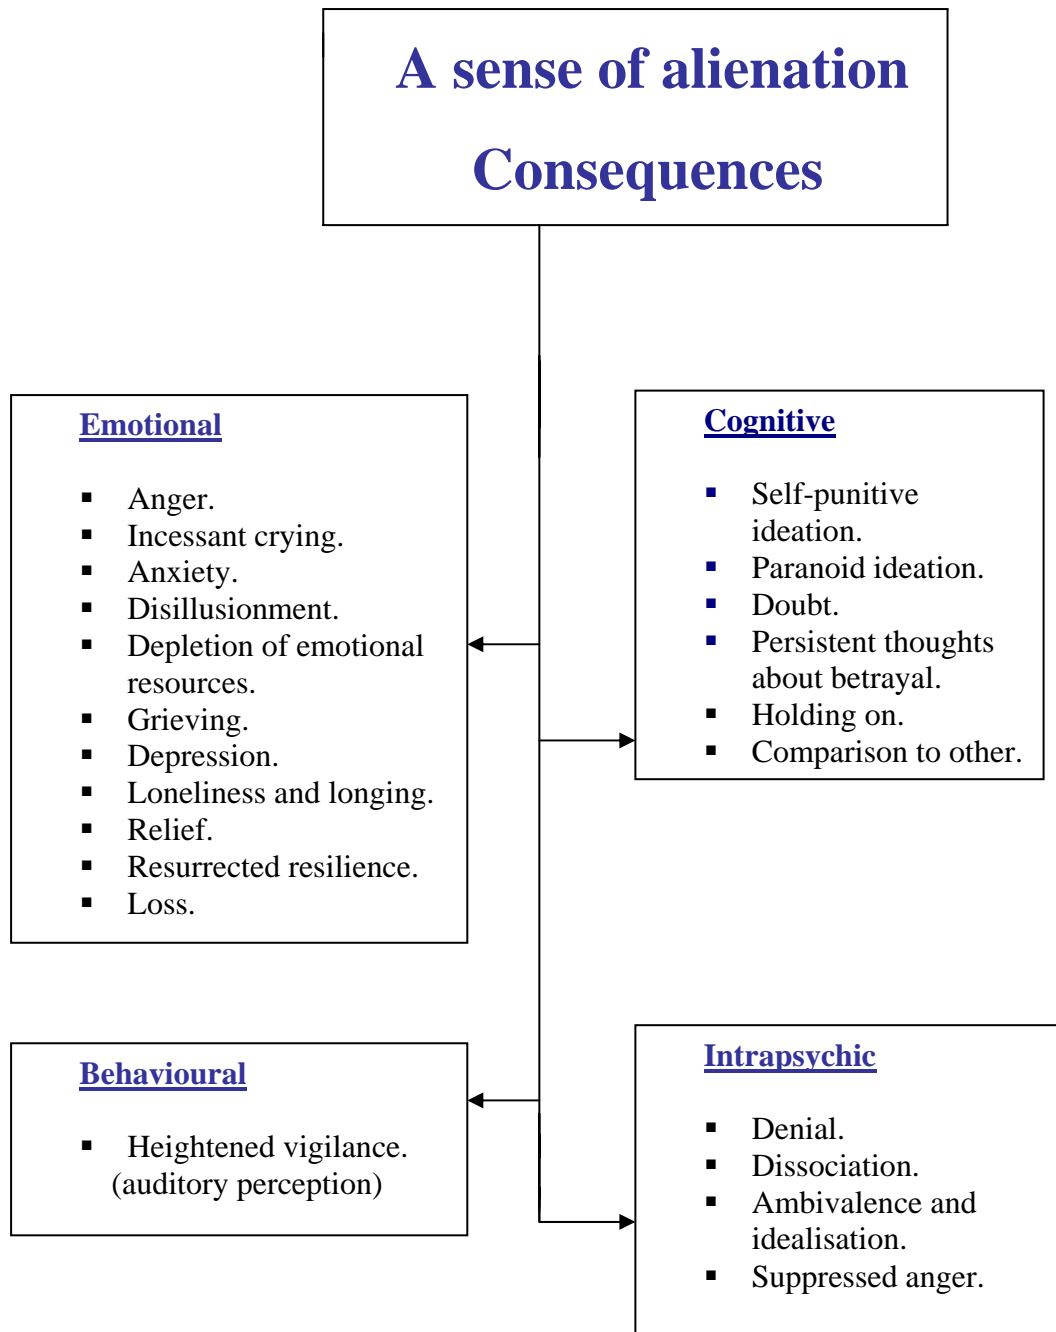 A sense of alienation
Consequences
Emotional
▪ Anger.
▪ Incessant crying.
▪ Anxiety.
▪ Disillusionment.
▪ Depletion of emotional
resources.
▪ Grieving.
▪ Depression.
▪ Loneliness and longing.
▪ Relief.
▪ Resurrected resilience.
▪ Loss.
Cognitive
▪ Self-punitive
ideation.
▪ Paranoid ideation.
▪ Doubt.
▪ Persistent thoughts
about betrayal.
▪ Holding on.
▪ Comparison to other.
Behavioural
▪ Heightened vigilance.
(auditory perception)
Intrapsychic
▪ Denial.
▪ Dissociation.
▪ Ambivalence and
idealisation.
▪ Suppressed anger.